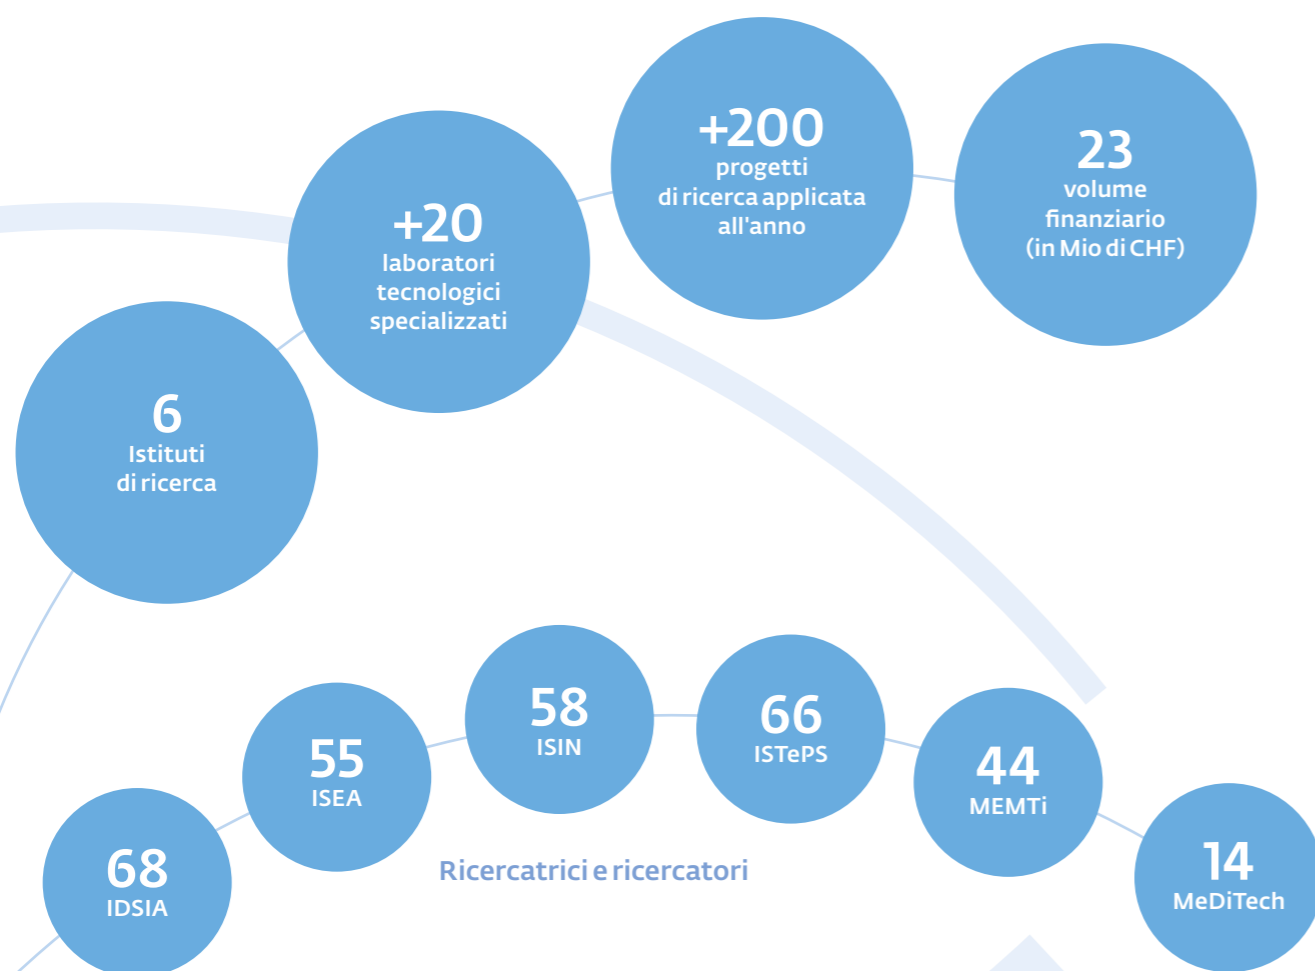 6
Istituti
di ricerca
+20
laboratori
tecnologici
specializzati
+200
progetti
di ricerca applicata
all'anno
23
volume
finanziario
(in Mio di CHF)
68
IDSIA
55
ISEA
58
ISIN
66
ISTePS
44
MEMTi
14
MeDiTech
Ricercatrici e ricercatori